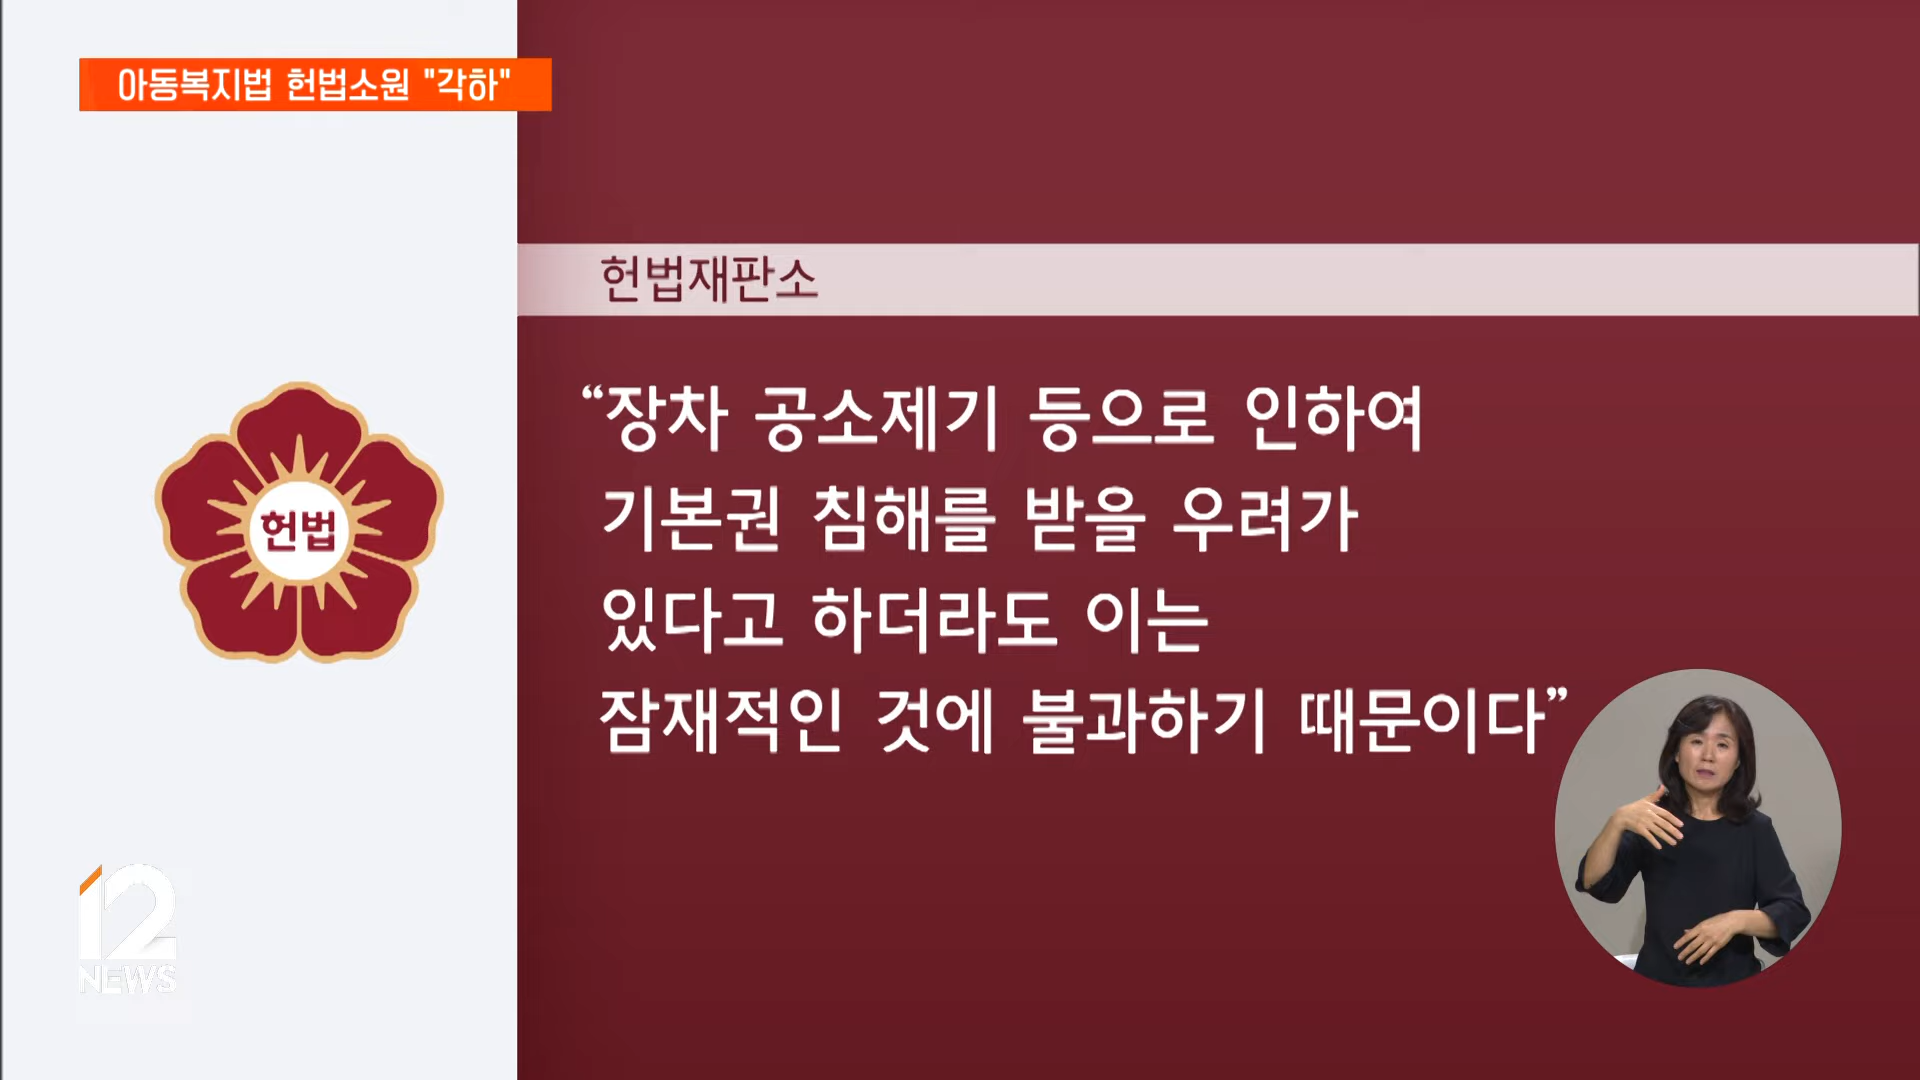 아동복지법 헌법소원 "각하"
헌법재판소
“장차 공소제기 등으로 인하여
기본권 침해를 받을 우려가
있다고 하더라도 이는
잠재적인 것에 불과하기 때문이다”
헌법
12
NEWS